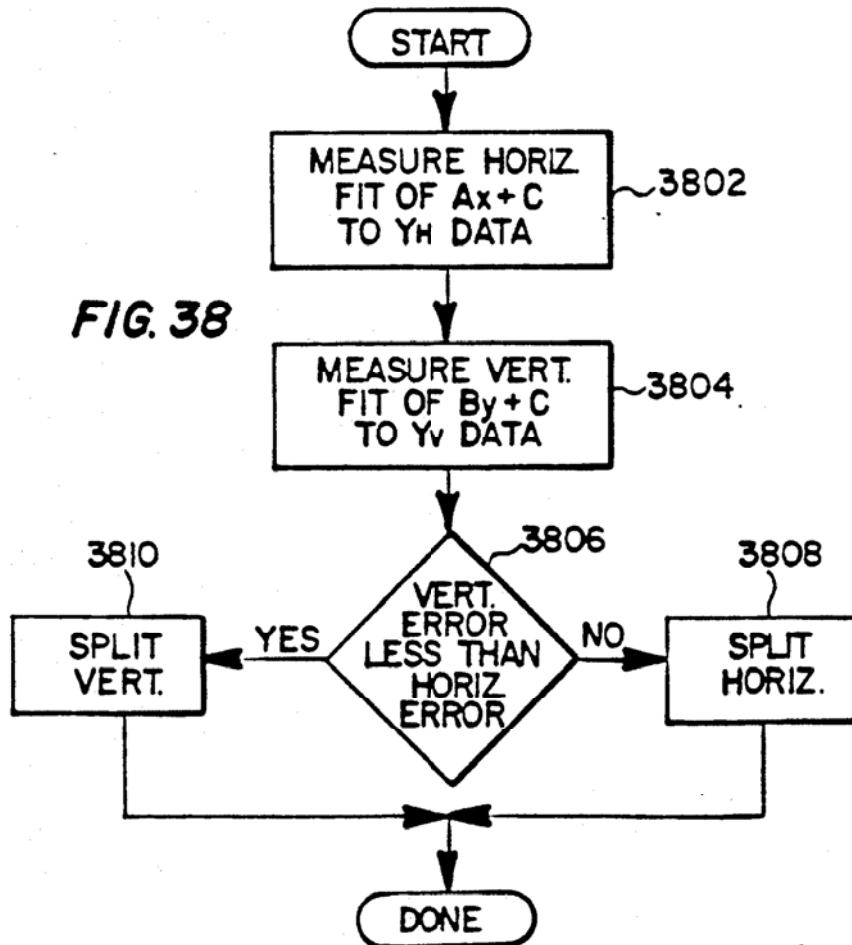 START
MEASURE HORIZ.
FIT OF Ax + C
TO YH DATA
3802
FIG. 38
MEASURE VERT.
FIT OF By + C
TO Yv DATA
3804
3806
3810
3808
VERT.
ERROR
LESS THAN
HORIZ
ERROR
YES
NO
SPLIT
VERT.
SPLIT
HORIZ.
DONE